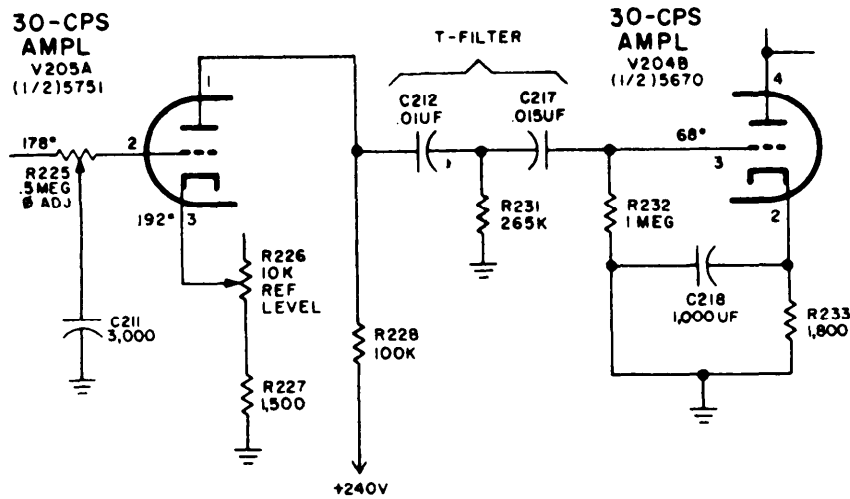 30-CPS
AMPL
V205A
(1/2)5751
1
178°
2
R225
.5MEG
Ø ADJ
192°
3
R226
10K
REF
LEVEL
C211
3,000
R227
1,500
R228
100K
+240V
T-FILTER
C212
.01UF
C217
.015UF
R231
265K
30-CPS
AMPL
V204B
(1/2)5670
4
68°
3
2
R232
1MEG
C218
1,000UF
R233
1,800